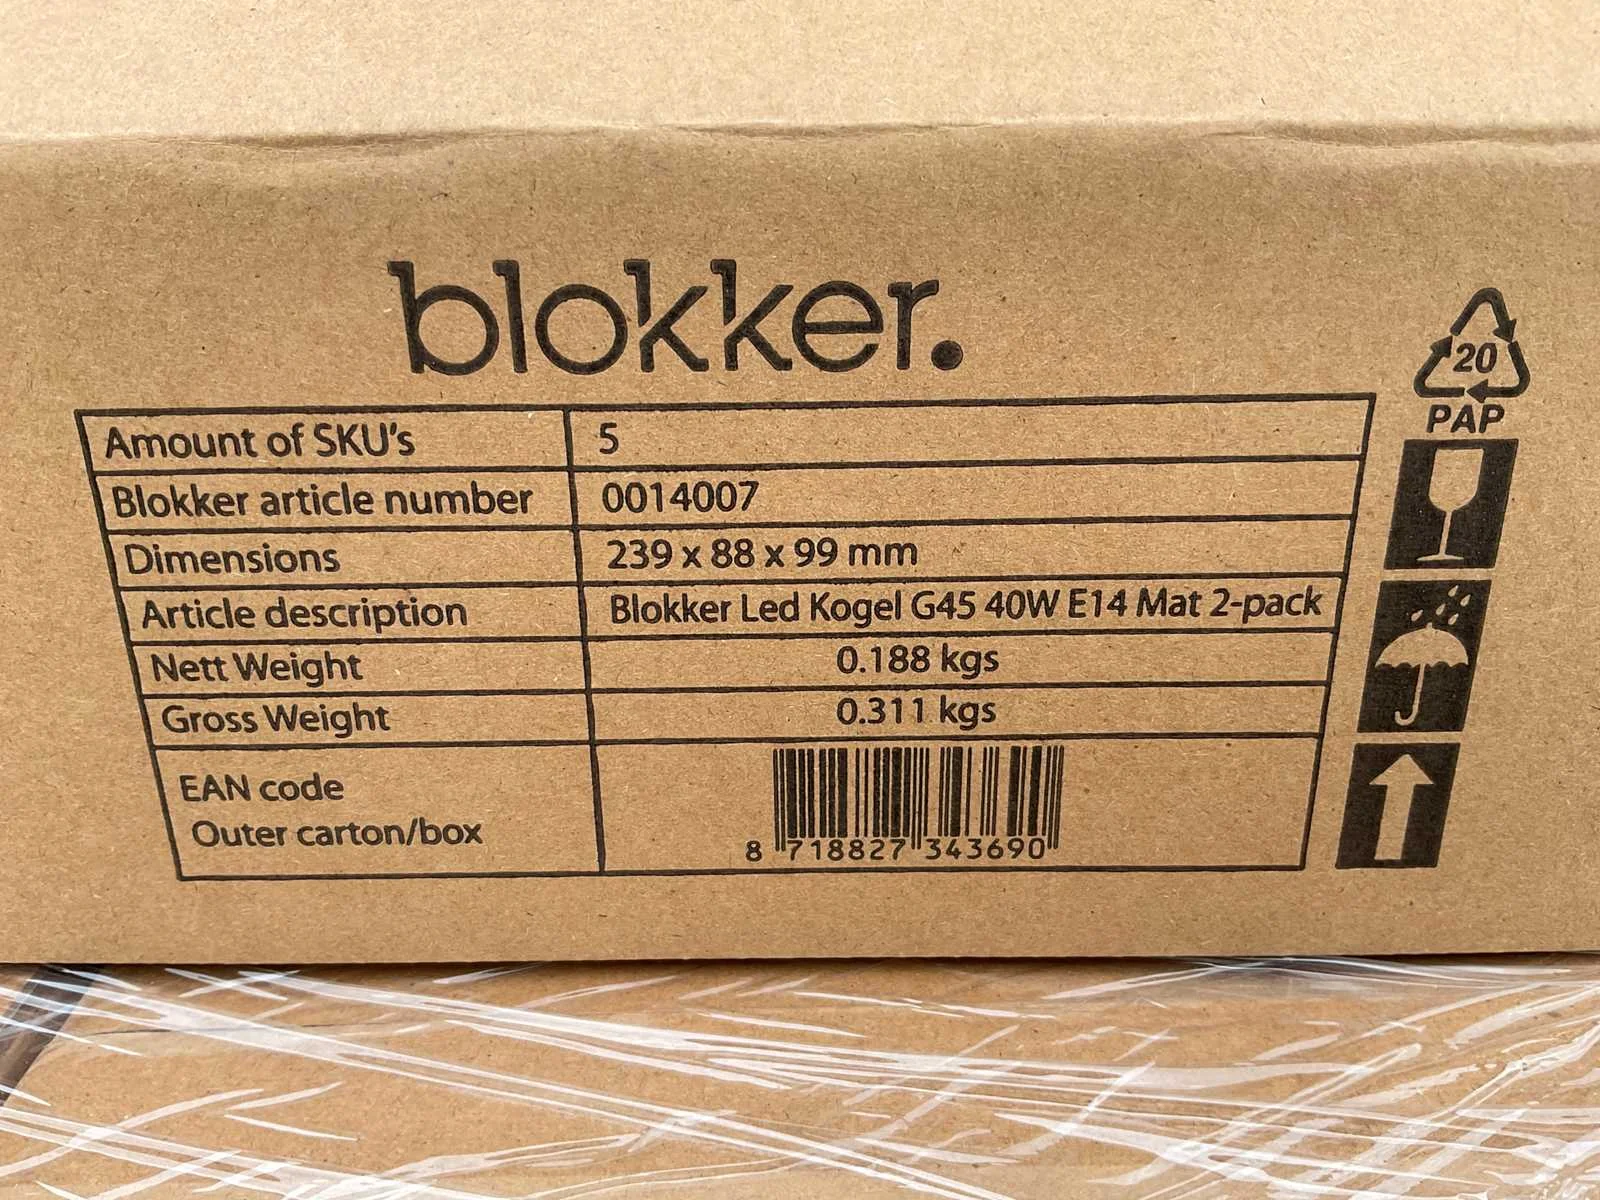 blokker.
20
PAP
Amount of SKU's 5
Blokker article number 0014007
Dimensions 239 x 88 x 99 mm
Article description Blokker Led Kogel G45 40W E14 Mat 2-pack
Nett Weight 0.188 kgs
Gross Weight 0.311 kgs
EAN code
Outer carton/box
8 718827 343690